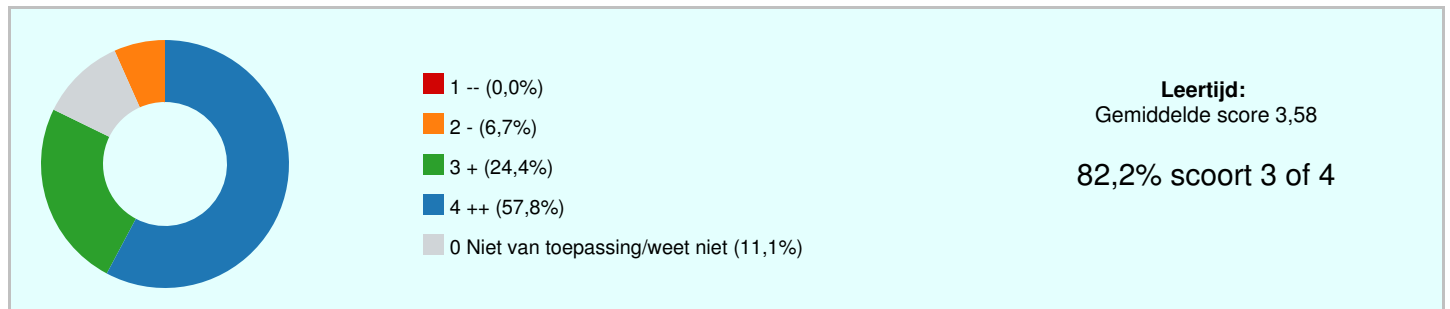 1 -- (0,0%)
2 - (6,7%)
3 + (24,4%)
4 ++ (57,8%)
0 Niet van toepassing/weet niet (11,1%)
Leertijd:
Gemiddelde score 3,58
82,2% scoort 3 of 4